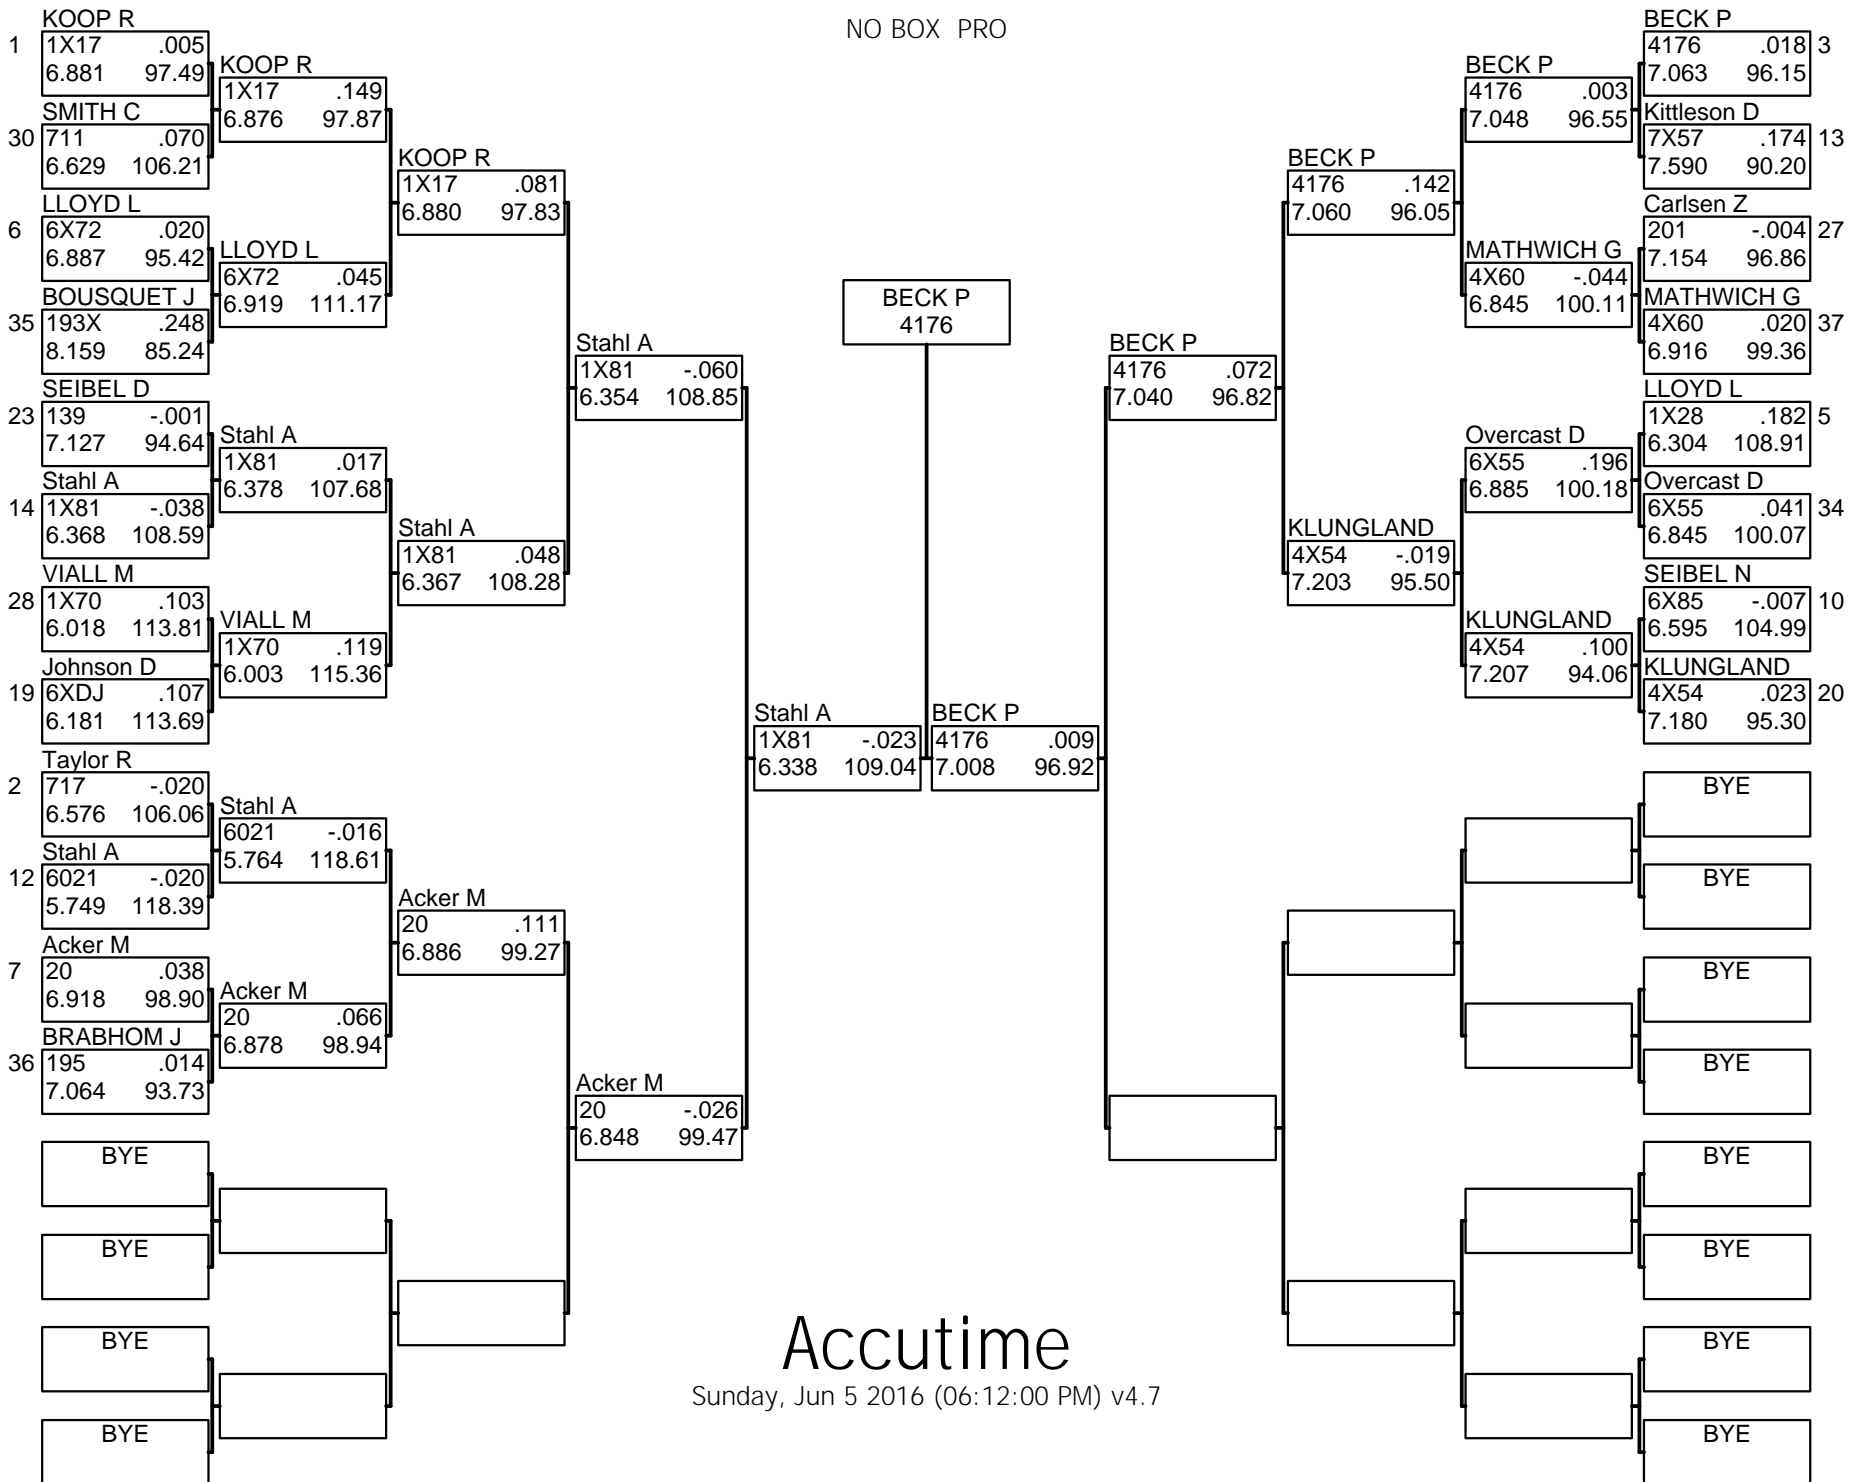 NO BOX PRO
KOOP R
1 1X17 .005
6.881 97.49
SMITH C
30 711 .070
6.629 106.21
LLOYD L
6 6X72 .020
6.887 95.42
BOUSQUET J
35 193X .248
8.159 85.24
SEIBEL D
23 139 -.001
7.127 94.64
Stahl A
14 1X81 -.038
6.368 108.59
VIALL M
28 1X70 .103
6.018 113.81
Johnson D
19 6XDJ .107
6.181 113.69
Taylor R
2 717 -.020
6.576 106.06
Stahl A
12 6021 -.020
5.749 118.39
Acker M
7 20 .038
6.918 98.90
BRABHOM J
36 195 .014
7.064 93.73
BYE
BYE
BYE
BYE
KOOP R
1X17 .149
6.876 97.87
LLOYD L
6X72 .045
6.919 111.17
Stahl A
1X81 .017
6.378 107.68
VIALL M
1X70 .119
6.003 115.36
Stahl A
6021 -.016
5.764 118.61
Acker M
20 .066
6.878 98.94
KOOP R
1X17 .081
6.880 97.83
Stahl A
1X81 .048
6.367 108.28
Acker M
20 .111
6.886 99.27
Stahl A
1X81 -.060
6.354 108.85
Acker M
20 -.026
6.848 99.47
Stahl A
1X81 -.023
6.338 109.04
BECK P
4176
BECK P
4176 .009
7.008 96.92
BECK P
4176 .072
7.040 96.82
BECK P
4176 .142
7.060 96.05
KLUNGLAND
4X54 -.019
7.203 95.50
BECK P
4176 .003
7.048 96.55
MATHWICH G
4X60 -.044
6.845 100.11
Overcast D
6X55 .196
6.885 100.18
KLUNGLAND
4X54 .100
7.207 94.06
BECK P
4176 .018 3
7.063 96.15
Kittleson D
7X57 .174 13
7.590 90.20
Carlsen Z
201 -.004 27
7.154 96.86
MATHWICH G
4X60 .020 37
6.916 99.36
LLOYD L
1X28 .182 5
6.304 108.91
Overcast D
6X55 .041 34
6.845 100.07
SEIBEL N
6X85 -.007 10
6.595 104.99
KLUNGLAND
4X54 .023 20
7.180 95.30
BYE
BYE
BYE
BYE
BYE
BYE
BYE
BYE
Accutime
Sunday, Jun 5 2016 (06:12:00 PM) v4.7